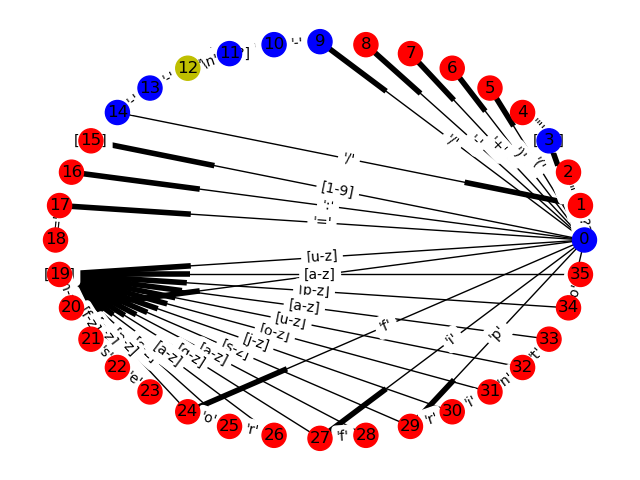 9
10
'-'
11
'\n'
12
'-'
13
'-'
14
8
7
6
5
4
3
2
1
0
'/'
'/'
'-'
'+'
')'
'('
[1-9]
':'
'='
15
16
17
18
19
[u-z]
[a-z]
[p-z]
[a-z]
[u-z]
[o-z]
[j-z]
[a-z]
[a-z]
'f'
'i'
'p'
35
34
33
32
31
30
29
28
27
26
25
24
23
22
21
20
's'
'e'
'o'
'r'
'f'
'r'
'i'
'n'
't'